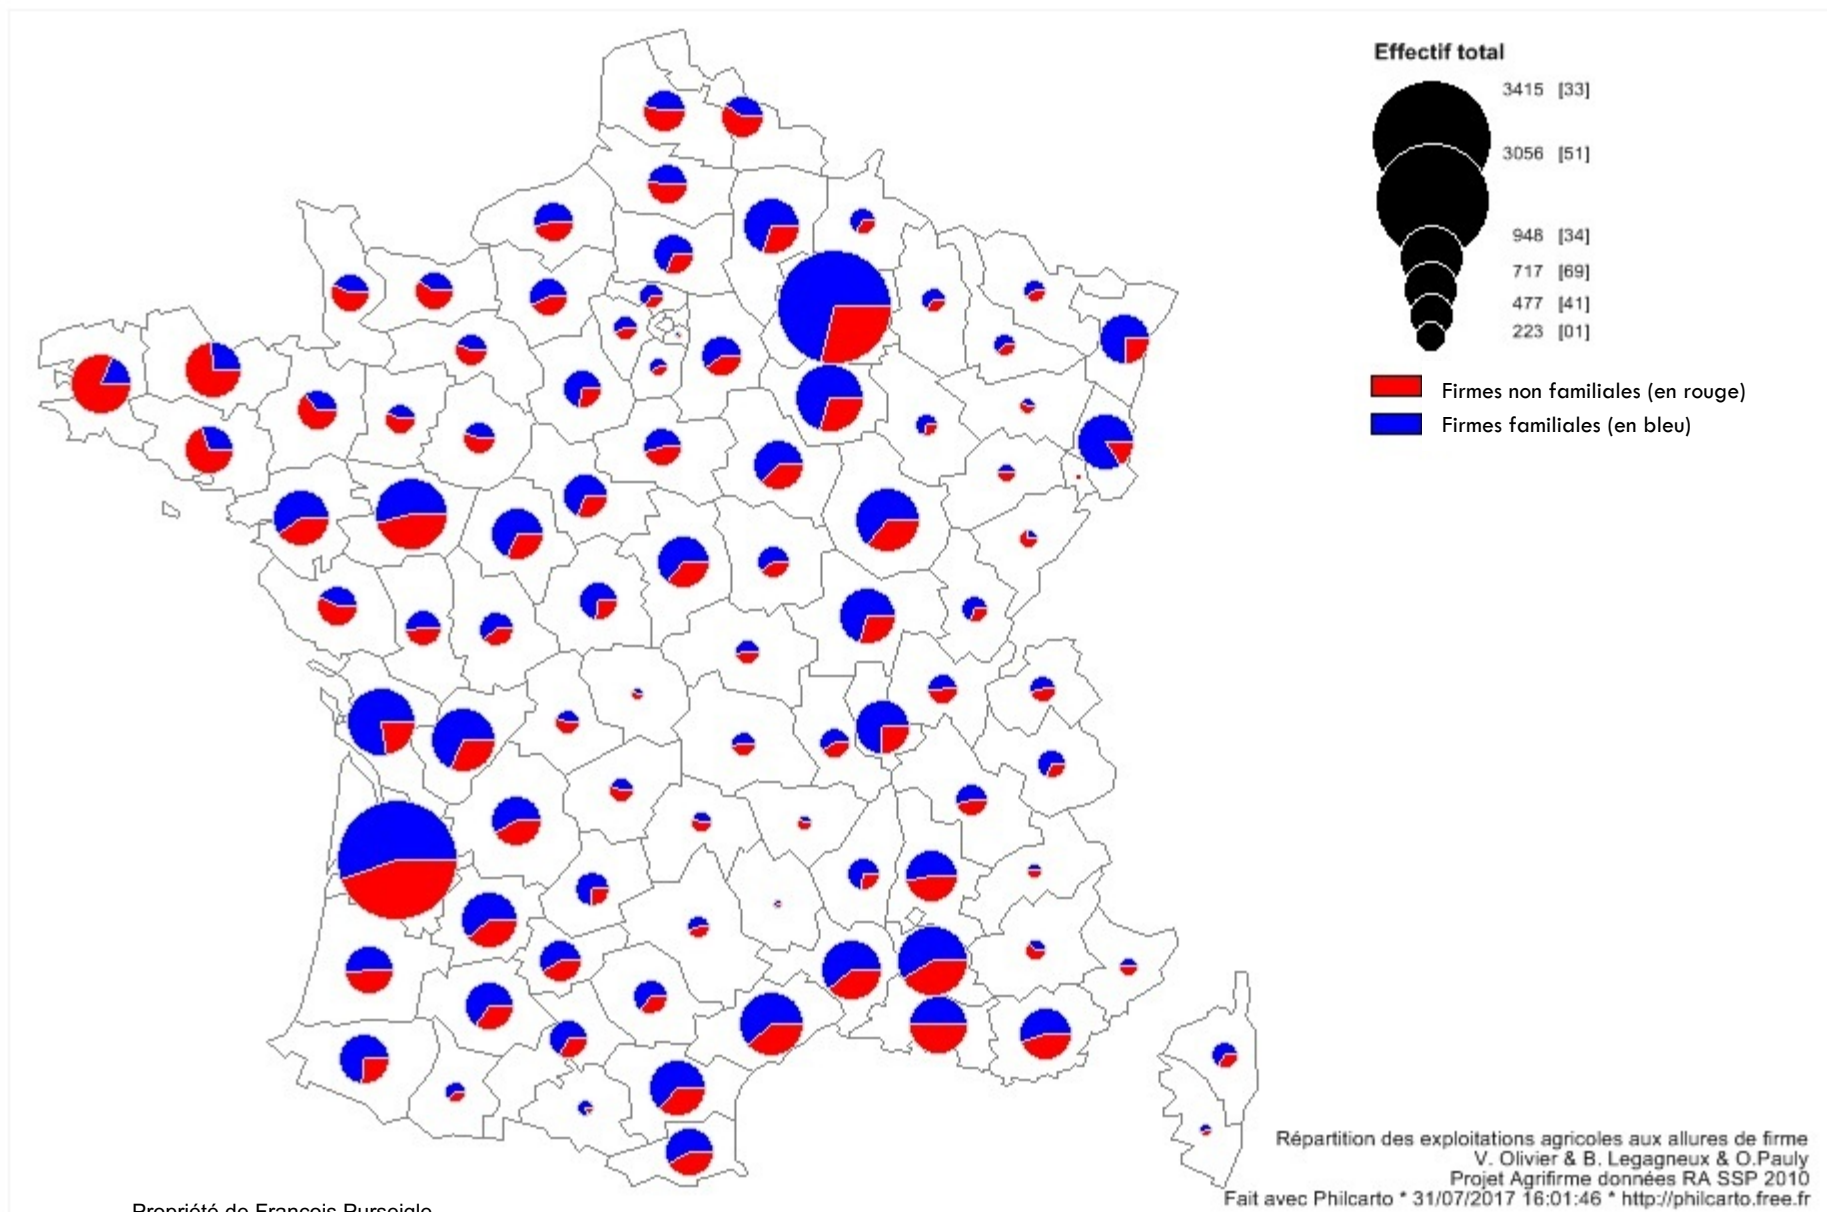 Effectif total
3415 [33]
3056 [51]
948 [34]
717 [69]
477 [41]
223 [01]
Firmes non familiales (en rouge)
Firmes familiales (en bleu)
Répartition des exploitations agricoles aux allures de firme
V. Olivier & B. Legagneux & O.Pauly
Projet Agrifirme données RA SSP 2010
Fait avec Philcarto * 31/07/2017 16:01:46 * http://philcarto.free.fr
Propriété de François Purseigle